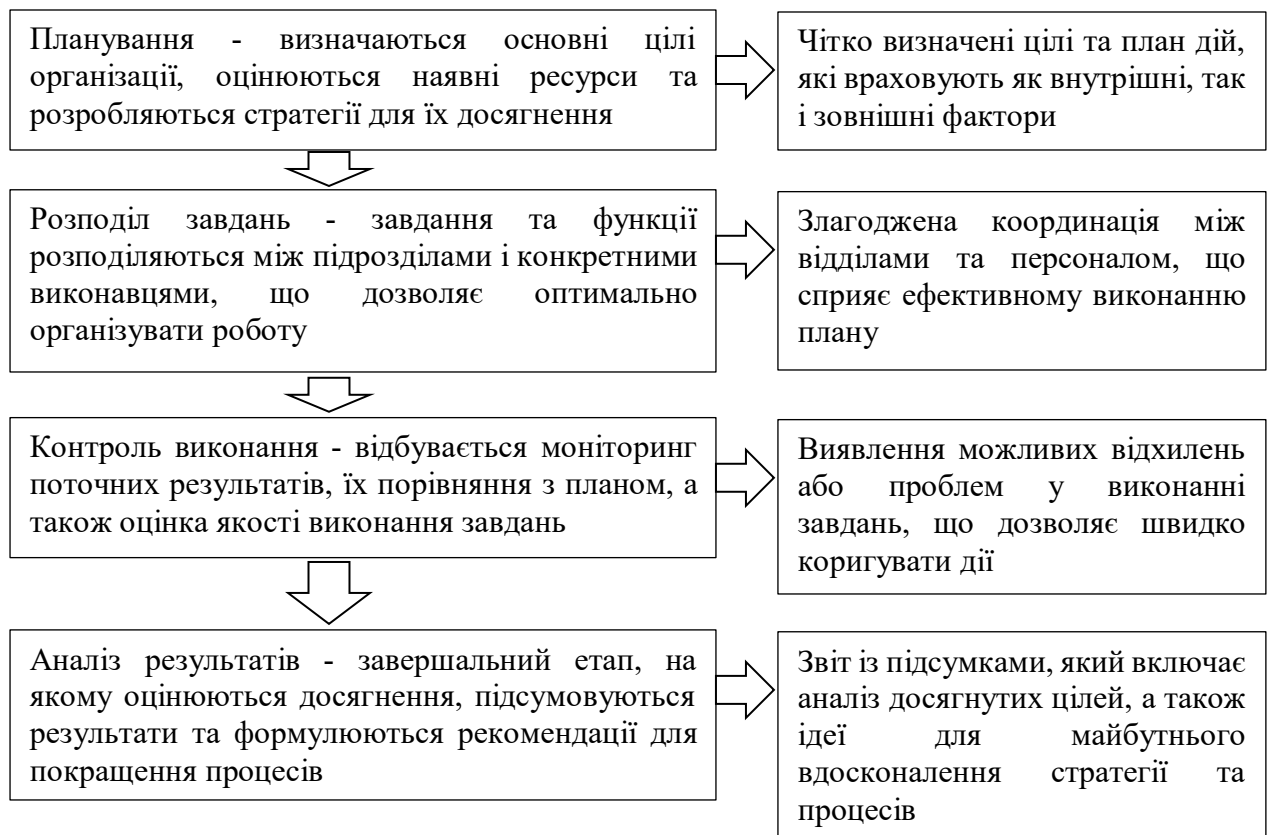 Планування - визначаються основні цілі
організації, оцінюються наявні ресурси та
розробляються стратегії для їх досягнення
Чітко визначені цілі та план дій,
які враховують як внутрішні, так
і зовнішні фактори
Розподіл завдань - завдання та функції
розподіляються між підрозділами і конкретними
виконавцями, що дозволяє оптимально
організувати роботу
Злагоджена координація між
відділами та персоналом, що
сприяє ефективному виконанню
плану
Контроль виконання - відбувається моніторинг
поточних результатів, їх порівняння з планом, а
також оцінка якості виконання завдань
Виявлення можливих відхилень
або проблем у виконанні
завдань, що дозволяє швидко
коригувати дії
Аналіз результатів - завершальний етап, на
якому оцінюються досягнення, підсумовуються
результати та формулюються рекомендації для
покращення процесів
Звіт із підсумками, який включає
аналіз досягнутих цілей, а також
ідеї для майбутнього
вдосконалення стратегії та
процесів